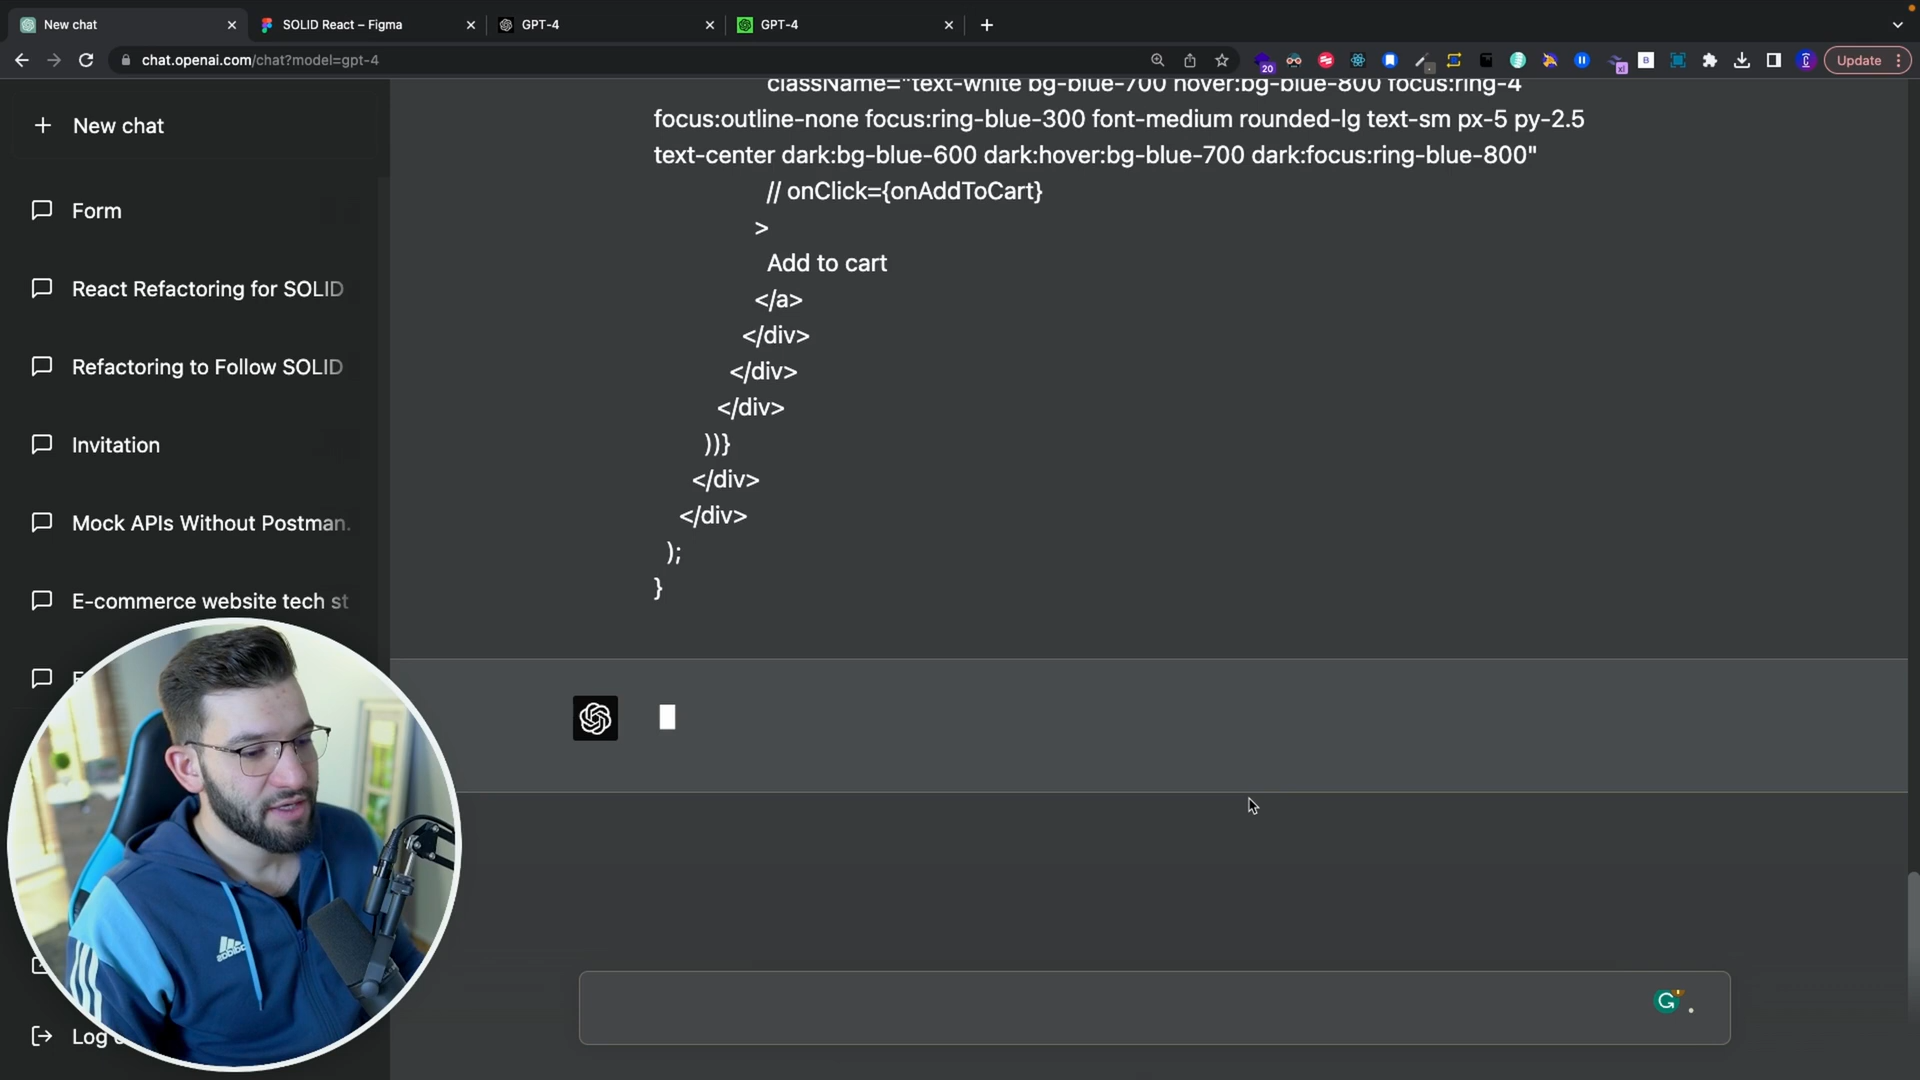 New chat
SOLID React – Figma
GPT-4
GPT-4
chat.openai.com/chat?model=gpt-4
20
xl
B
Update
New chat
Form
React Refactoring for SOLID
Refactoring to Follow SOLID
Invitation
Mock APIs Without Postman.
E-commerce website tech st
Log
className="text-white bg-blue-700 hover:bg-blue-800 focus:ring-4
focus:outline-none focus:ring-blue-300 font-medium rounded-lg text-sm px-5 py-2.5
text-center dark:bg-blue-600 dark:hover:bg-blue-700 dark:focus:ring-blue-800"
// onClick={onAddToCart}
>
Add to cart
</a>
</div>
</div>
</div>
))}
</div>
</div>
);
}
adidas